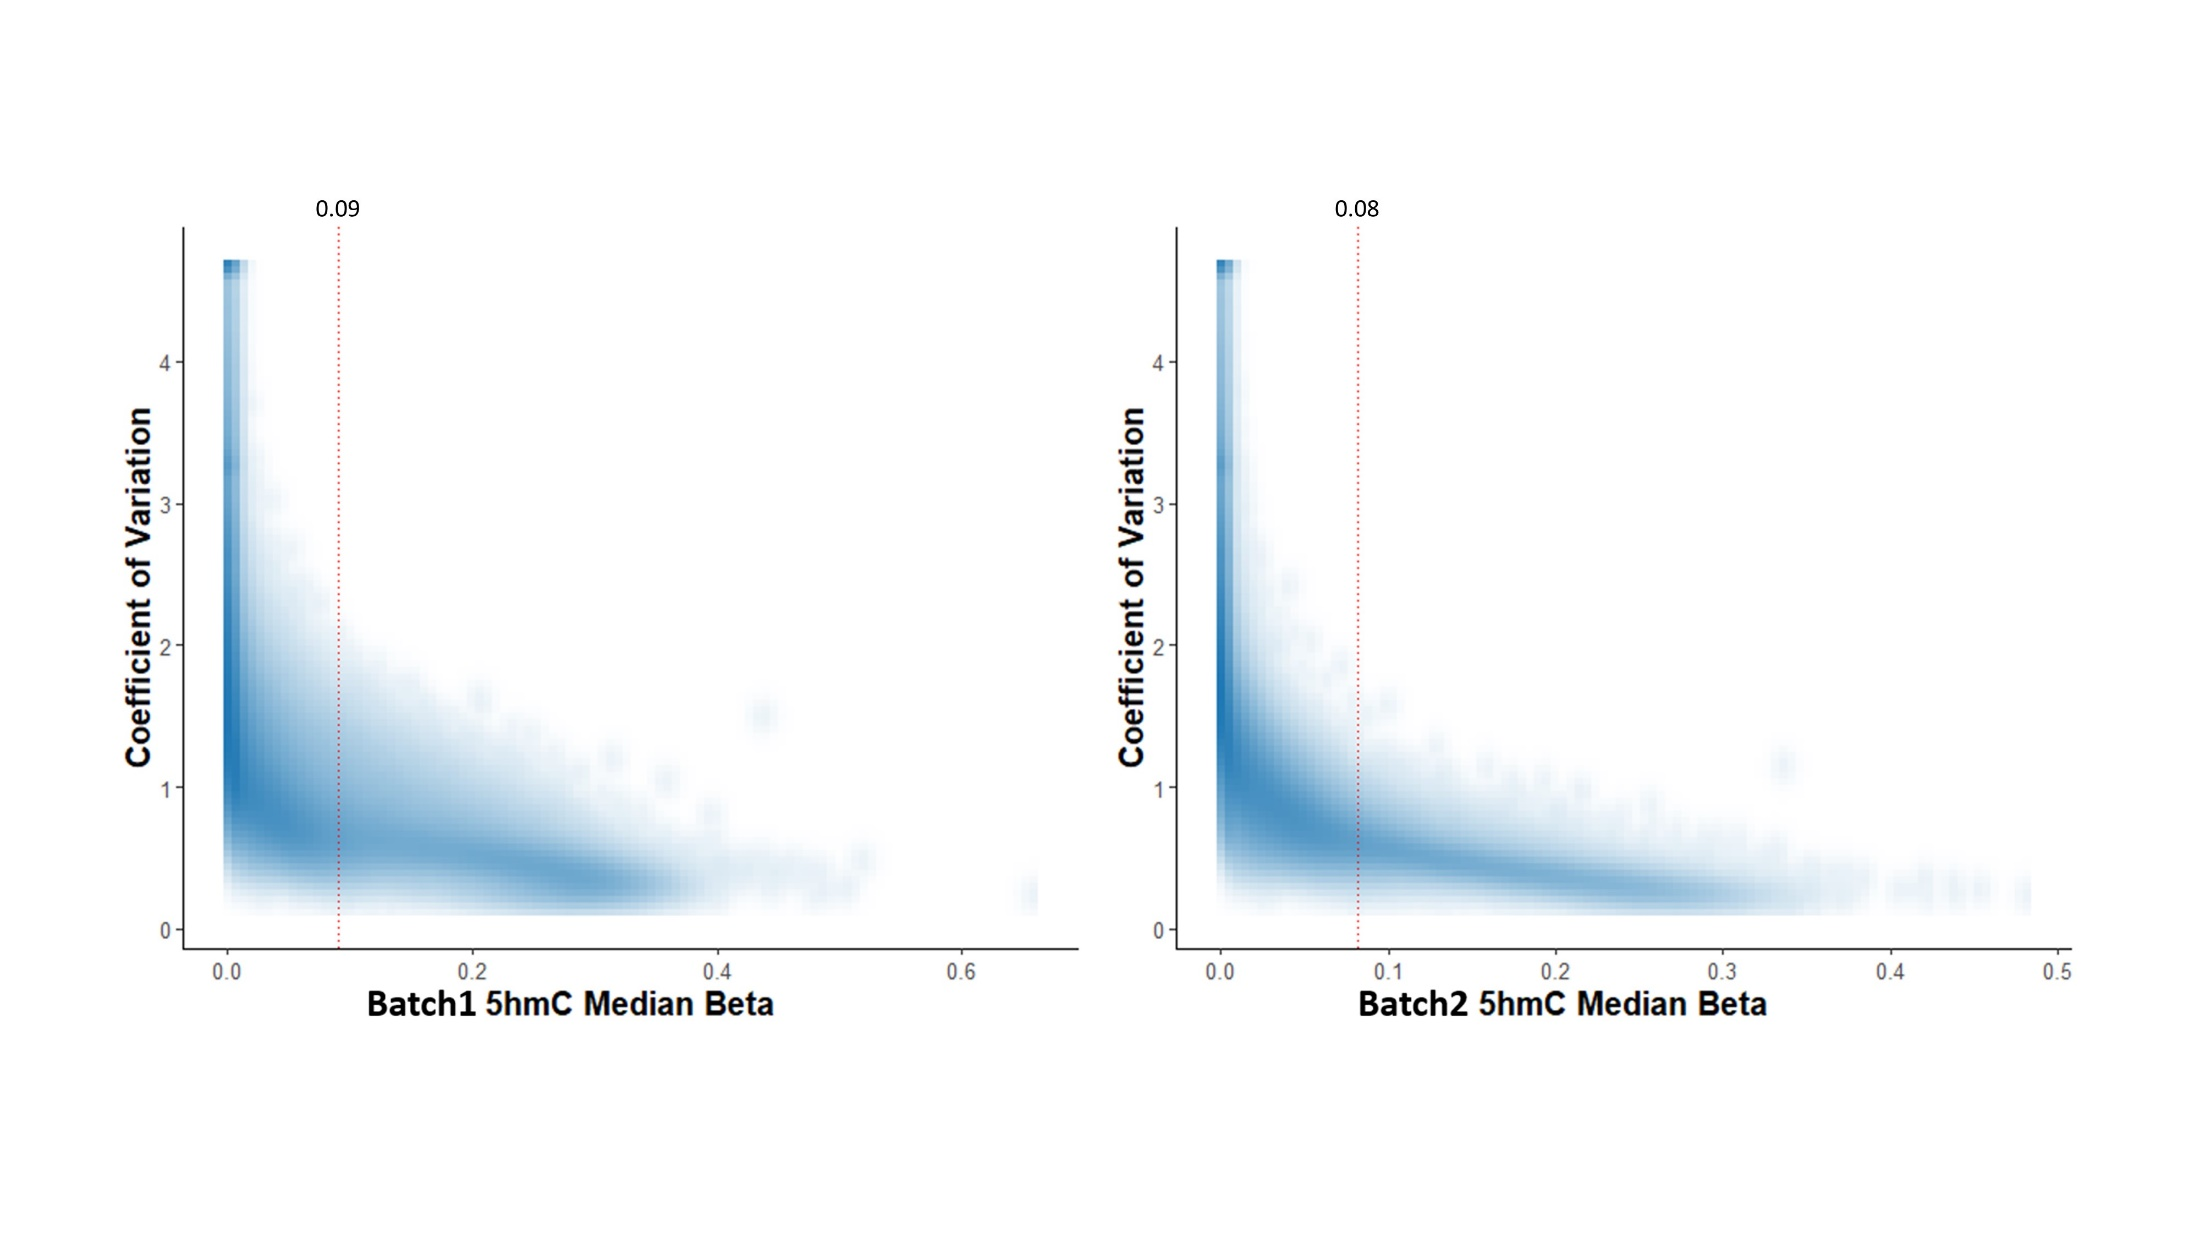 0.09
Coefficient of Variation
4
3
2
1
0
0.0 0.2 0.4 0.6
Batch1 5hmC Median Beta
0.08
Coefficient of Variation
4
3
2
1
0
0.0 0.1 0.2 0.3 0.4 0.5
Batch2 5hmC Median Beta